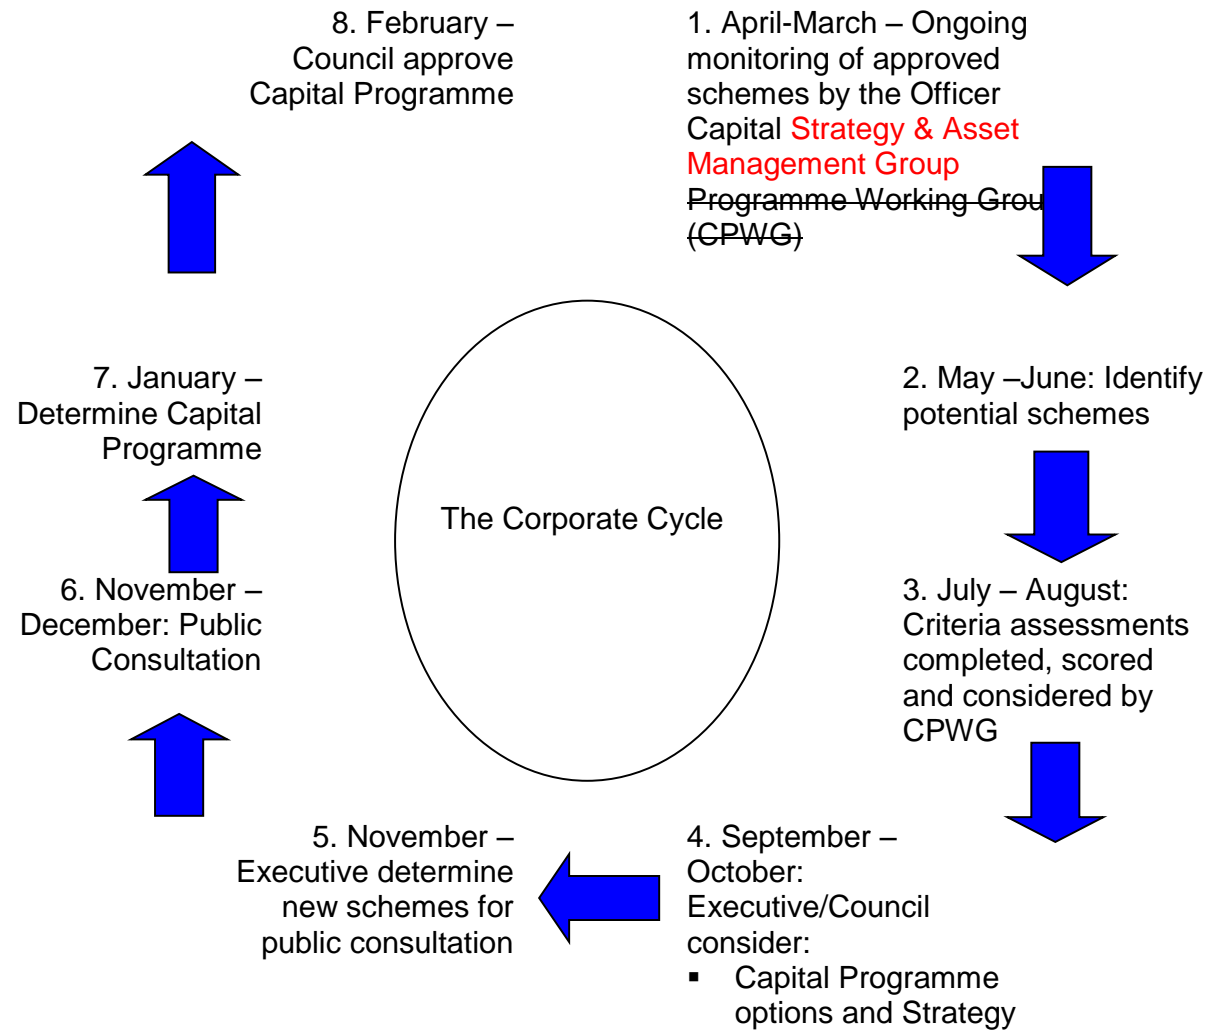 8. February –
Council approve
Capital Programme
1. April-March – Ongoing
monitoring of approved
schemes by the Officer
Capital Strategy & Asset
Management Group
Programme Working Grou
(CPWG)
2. May –June: Identify
potential schemes
3. July – August:
Criteria assessments
completed, scored
and considered by
CPWG
4. September –
October:
Executive/Council
consider:
▪ Capital Programme
options and Strategy
5. November –
Executive determine
new schemes for
public consultation
6. November –
December: Public
Consultation
7. January –
Determine Capital
Programme
The Corporate Cycle